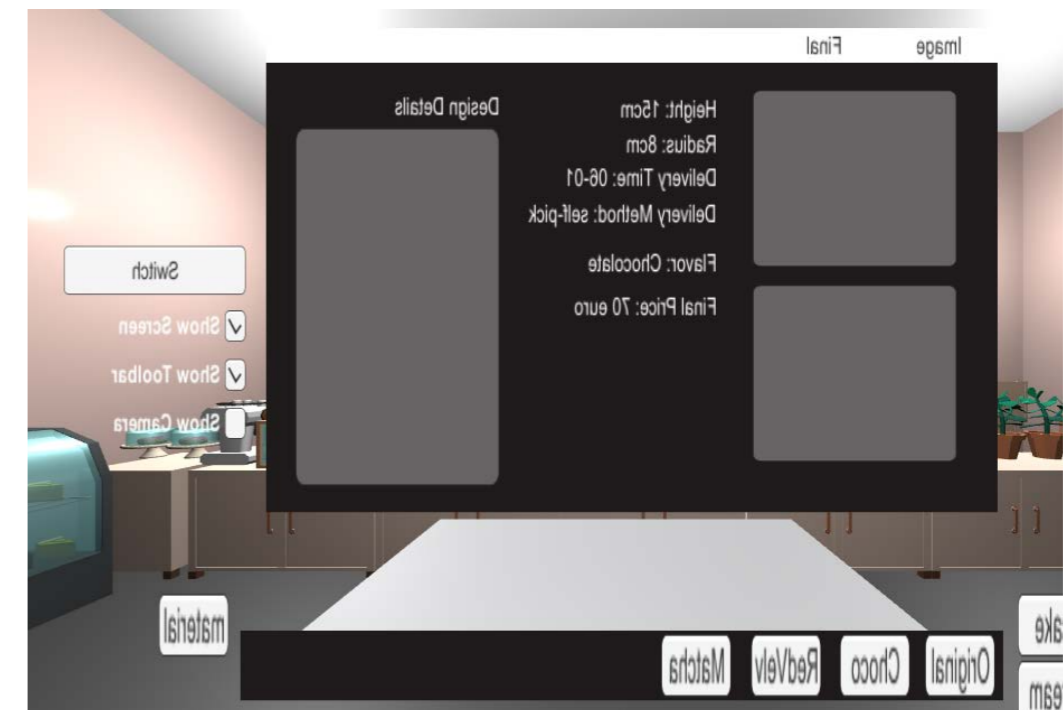 Image Final
Height: 15cm
Design Details
Radius: 8cm
Delivery Time: 06-01
Delivery Method: self-pick
Flavor: Chocolate
Final Price: 70 euro
Switch
Show Screen
Show Toolbar
Show Camera
material
Original Choco RedVelv Matcha